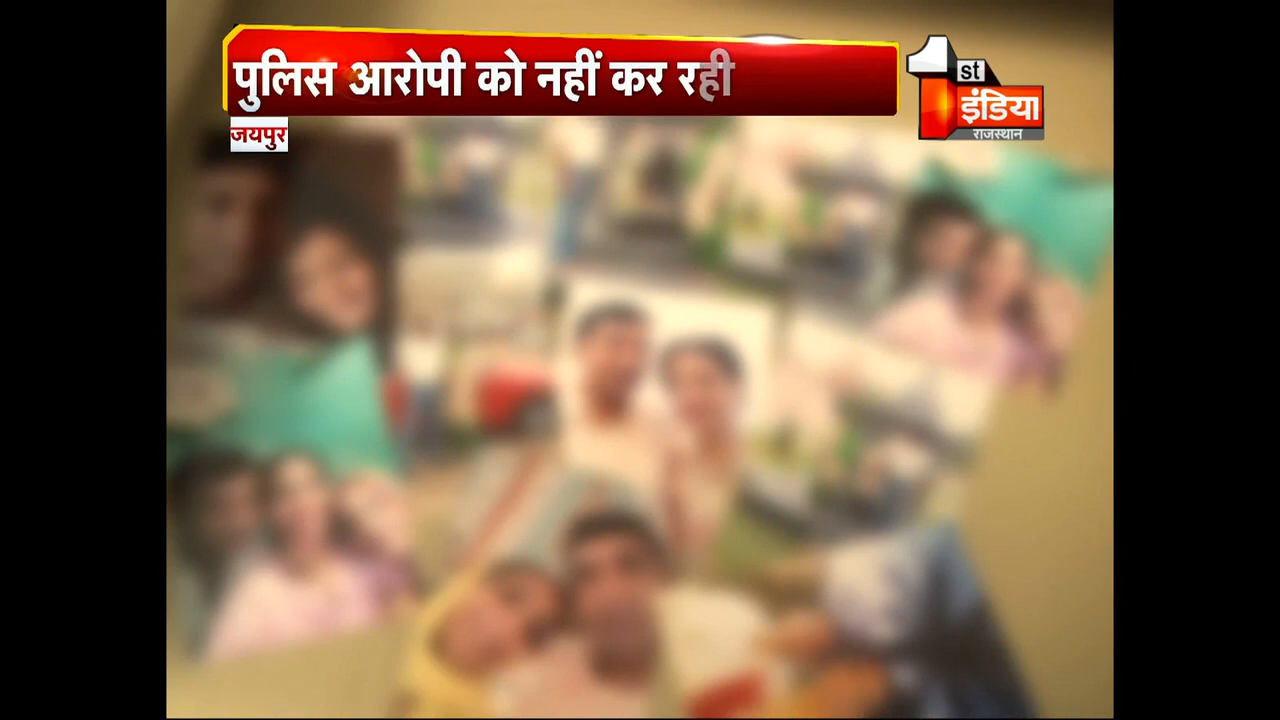 पुलिस आरोपी को नहीं कर रही
1st
इंडिया
राजस्थान
जयपुर